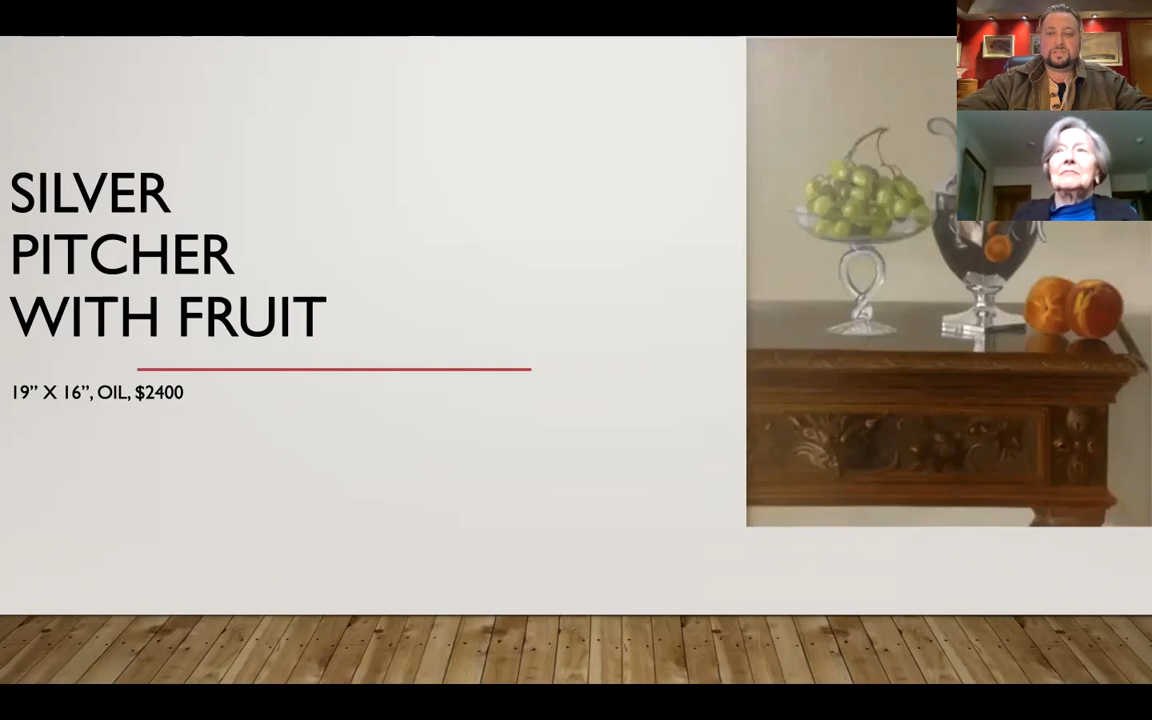 SILVER
PITCHER
WITH FRUIT
19” X 16”, OIL, $2400